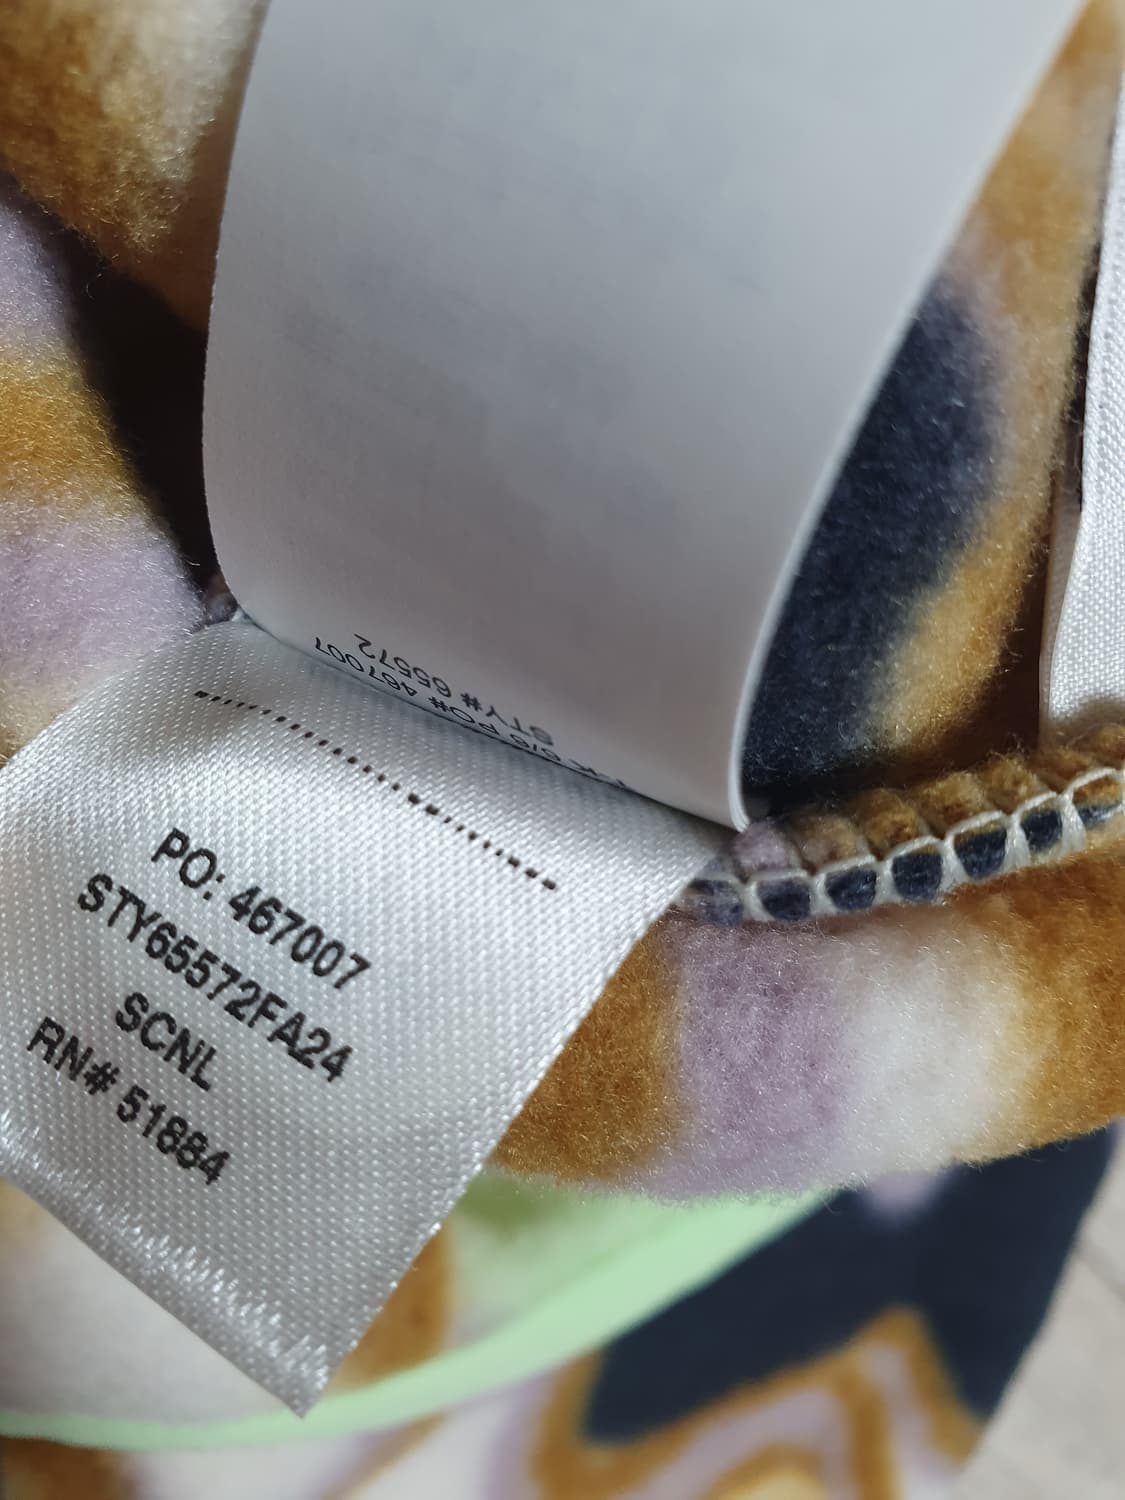 STY# 65572
S/S PO# 467007
PO: 467007
STY65572FA24
SCNL
RN# 51884